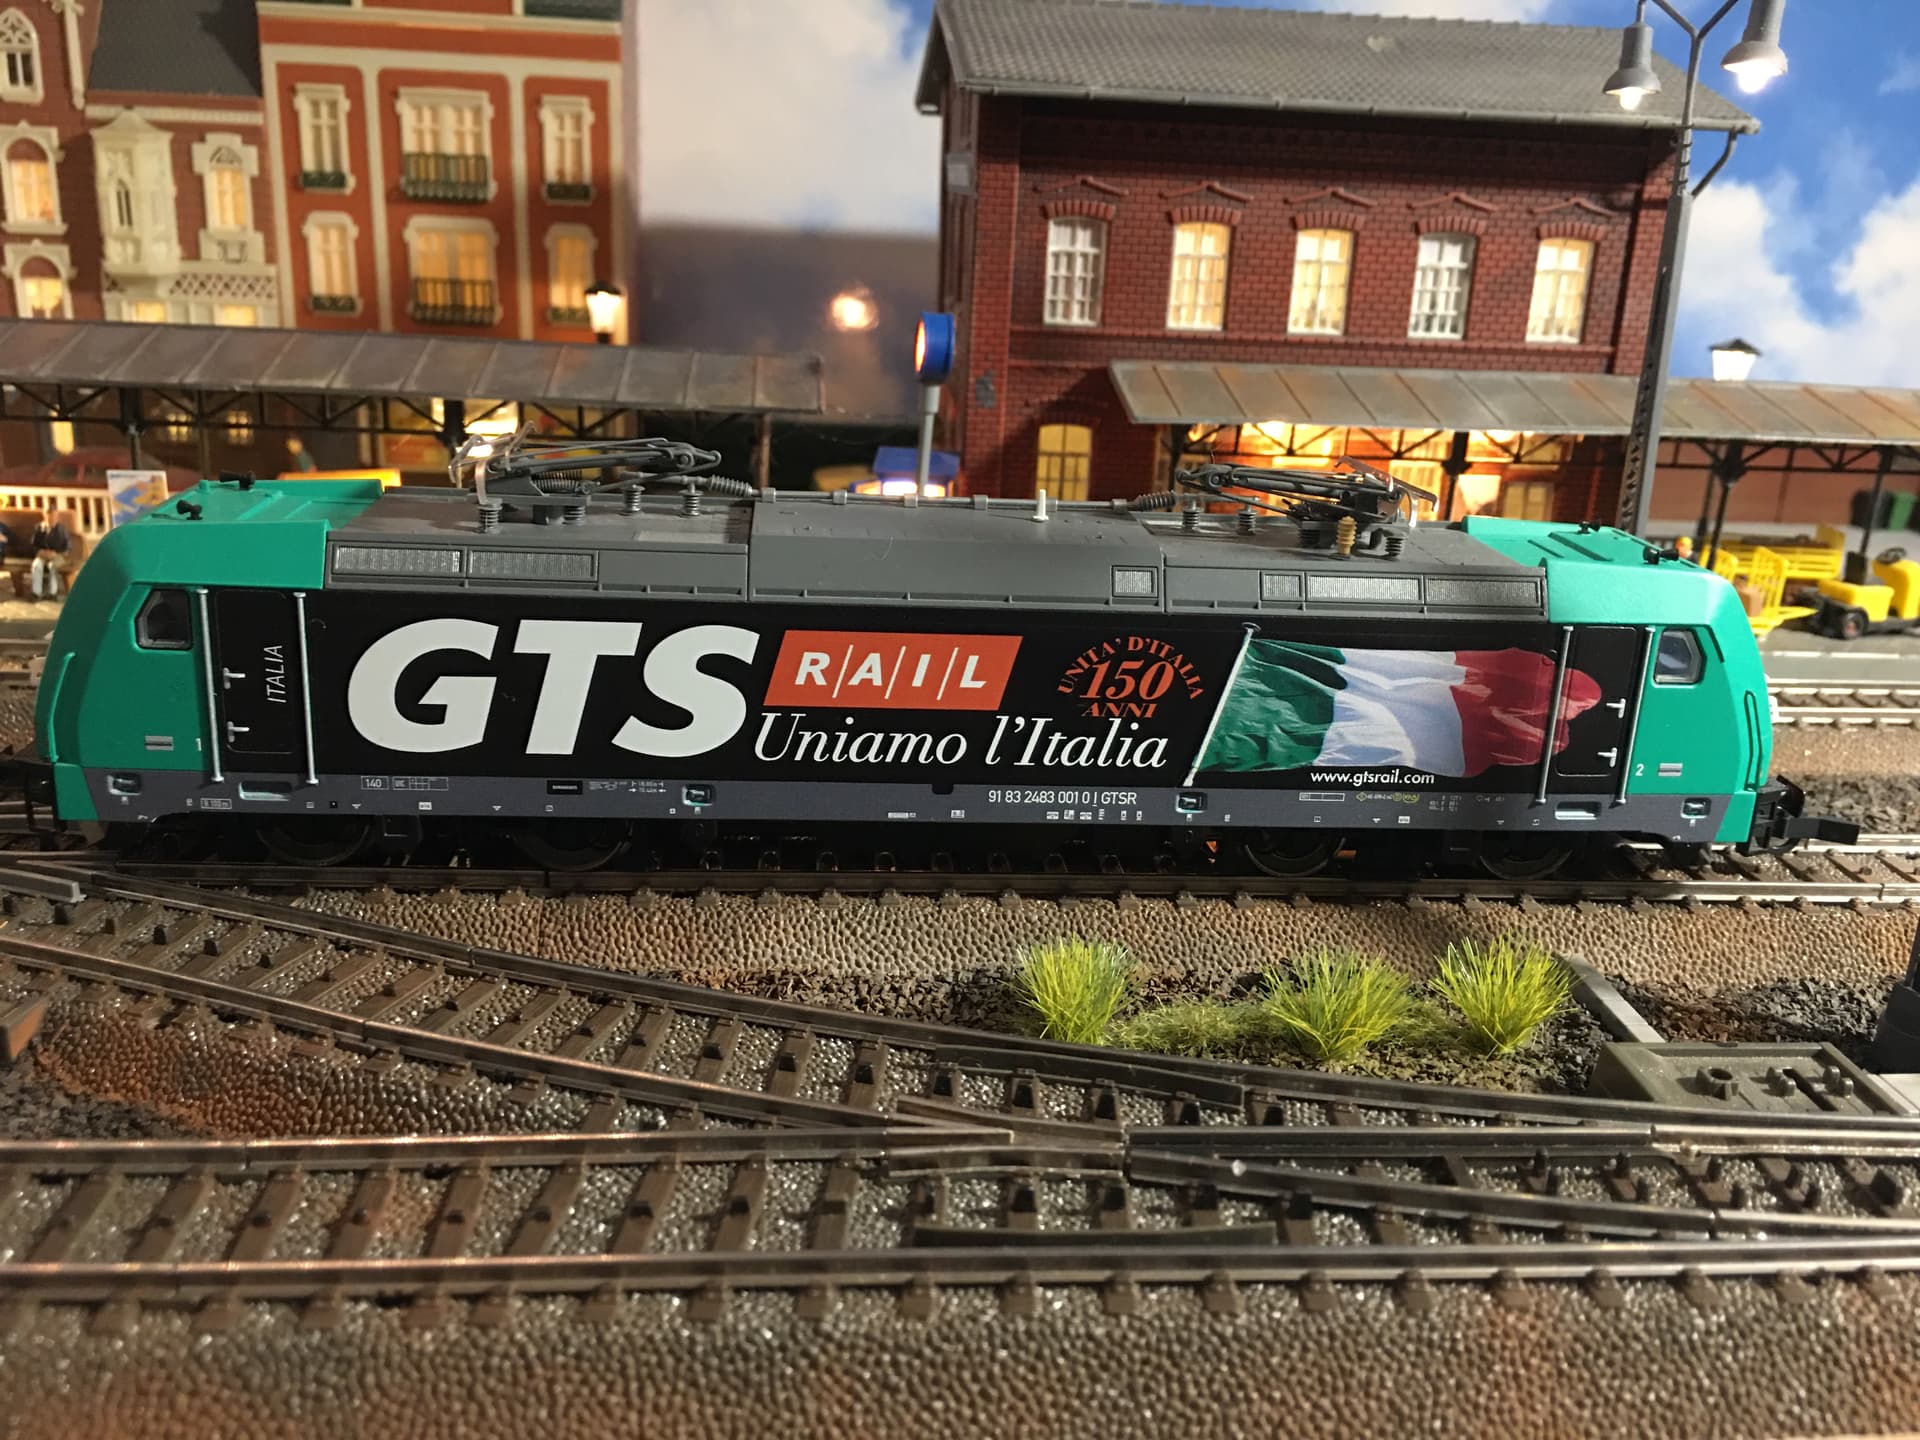 ITALIA
GTS RAIL
UNITA' D'ITALIA
150
ANNI
Uniamo l'Italia
www.gtsrail.com
1
2
140
91 83 2483 001 0 I GTSR